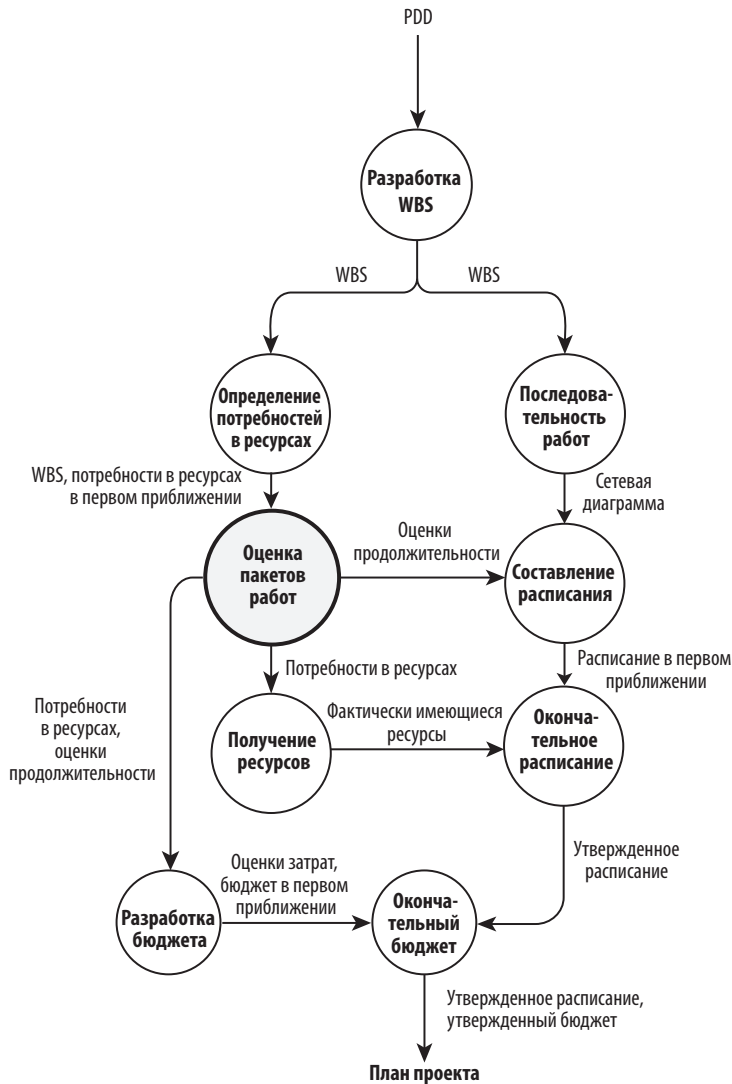 PDD
Разработка
WBS
WBS
WBS
Определение
потребностей
в ресурсах
Последова-
тельность
работ
WBS, потребности в ресурсах
в первом приближении
Сетевая
диаграмма
Оценка
пакетов
работ
Оценки
продолжительности
Составление
расписания
Потребности в ресурсах
Расписание в первом
приближении
Потребности
в ресурсах,
оценки
продолжительности
Получение
ресурсов
Фактически имеющиеся
ресурсы
Оконча-
тельное
расписание
Утвержденное
расписание
Разработка
бюджета
Оценки затрат,
бюджет в первом
приближении
Оконча-
тельный
бюджет
Утвержденное расписание,
утвержденный бюджет
План проекта